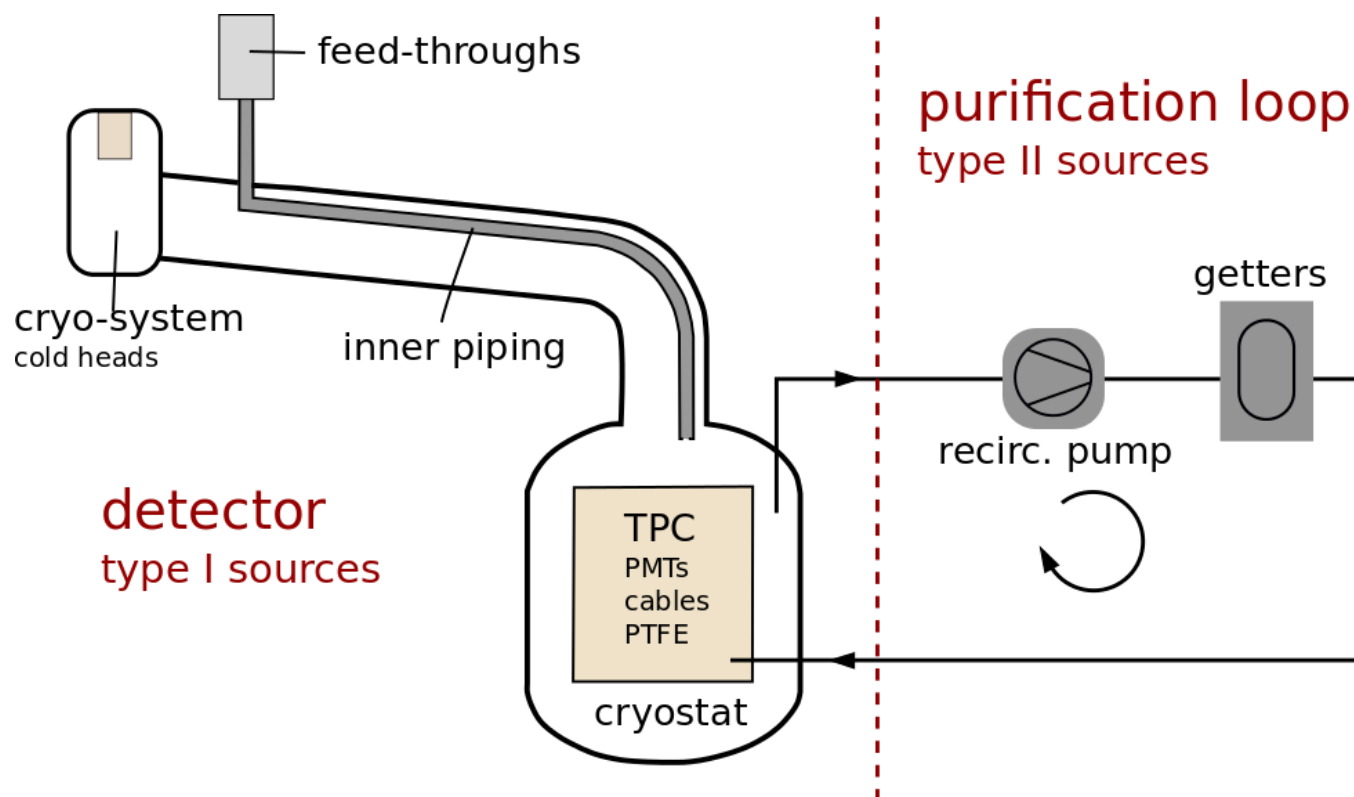 feed-throughs
purification loop
type II sources
getters
cryo-system
cold heads
inner piping
recirc. pump
detector
type I sources
TPC
PMTs
cables
PTFE
cryostat